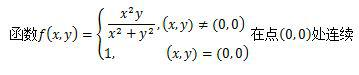 函数f(x,y)={ x²y/(x²+y²), (x,y)≠(0,0) 在点(0,0)处连续
1, (x,y)=(0,0)